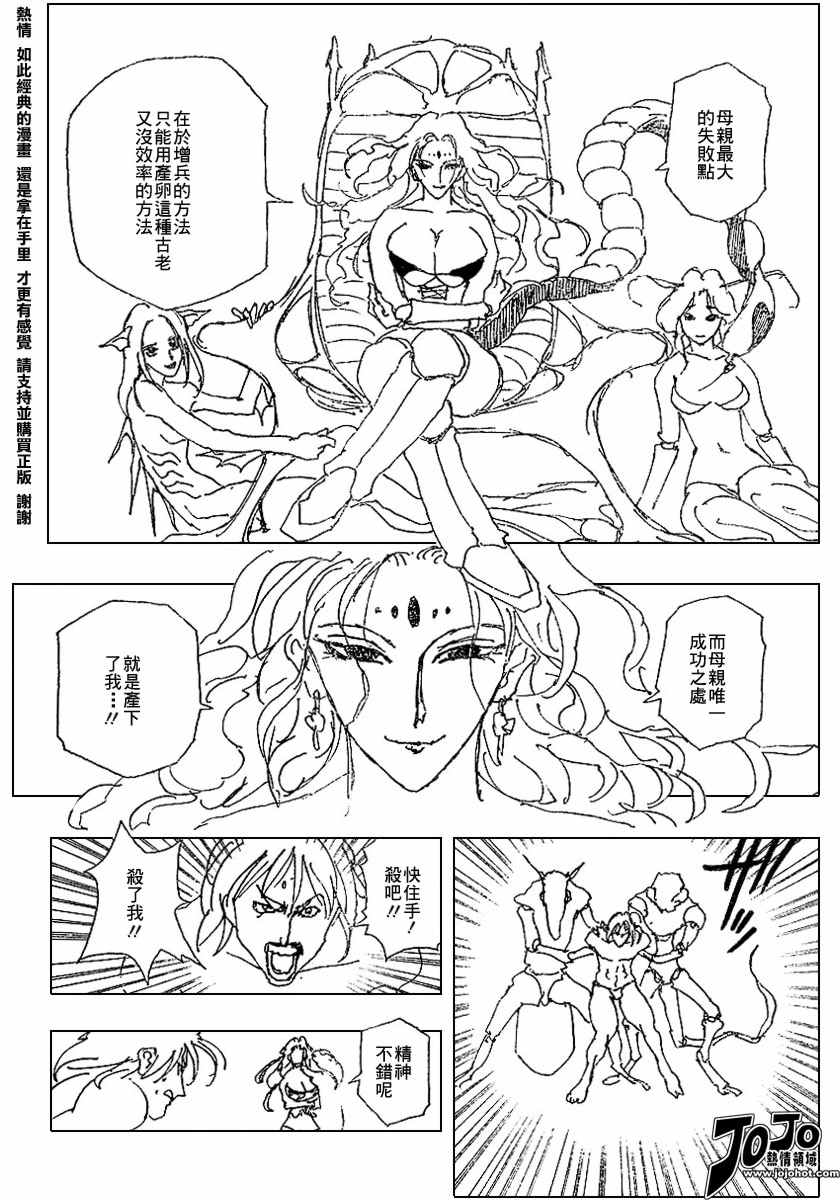 熱情 如此經典的漫畫 還是拿在手里 才更有感覺 請支持並購買正版 謝謝
母親最大
的失敗點
在於增兵的方法
只能用產卵這種古老
又沒效率的方法
而母親唯一
成功之處
就是產下
了我…!!
快住手!
殺吧!!
殺了我!!
精神
不錯呢
JOJO
熱情領域
www.jojohot.com